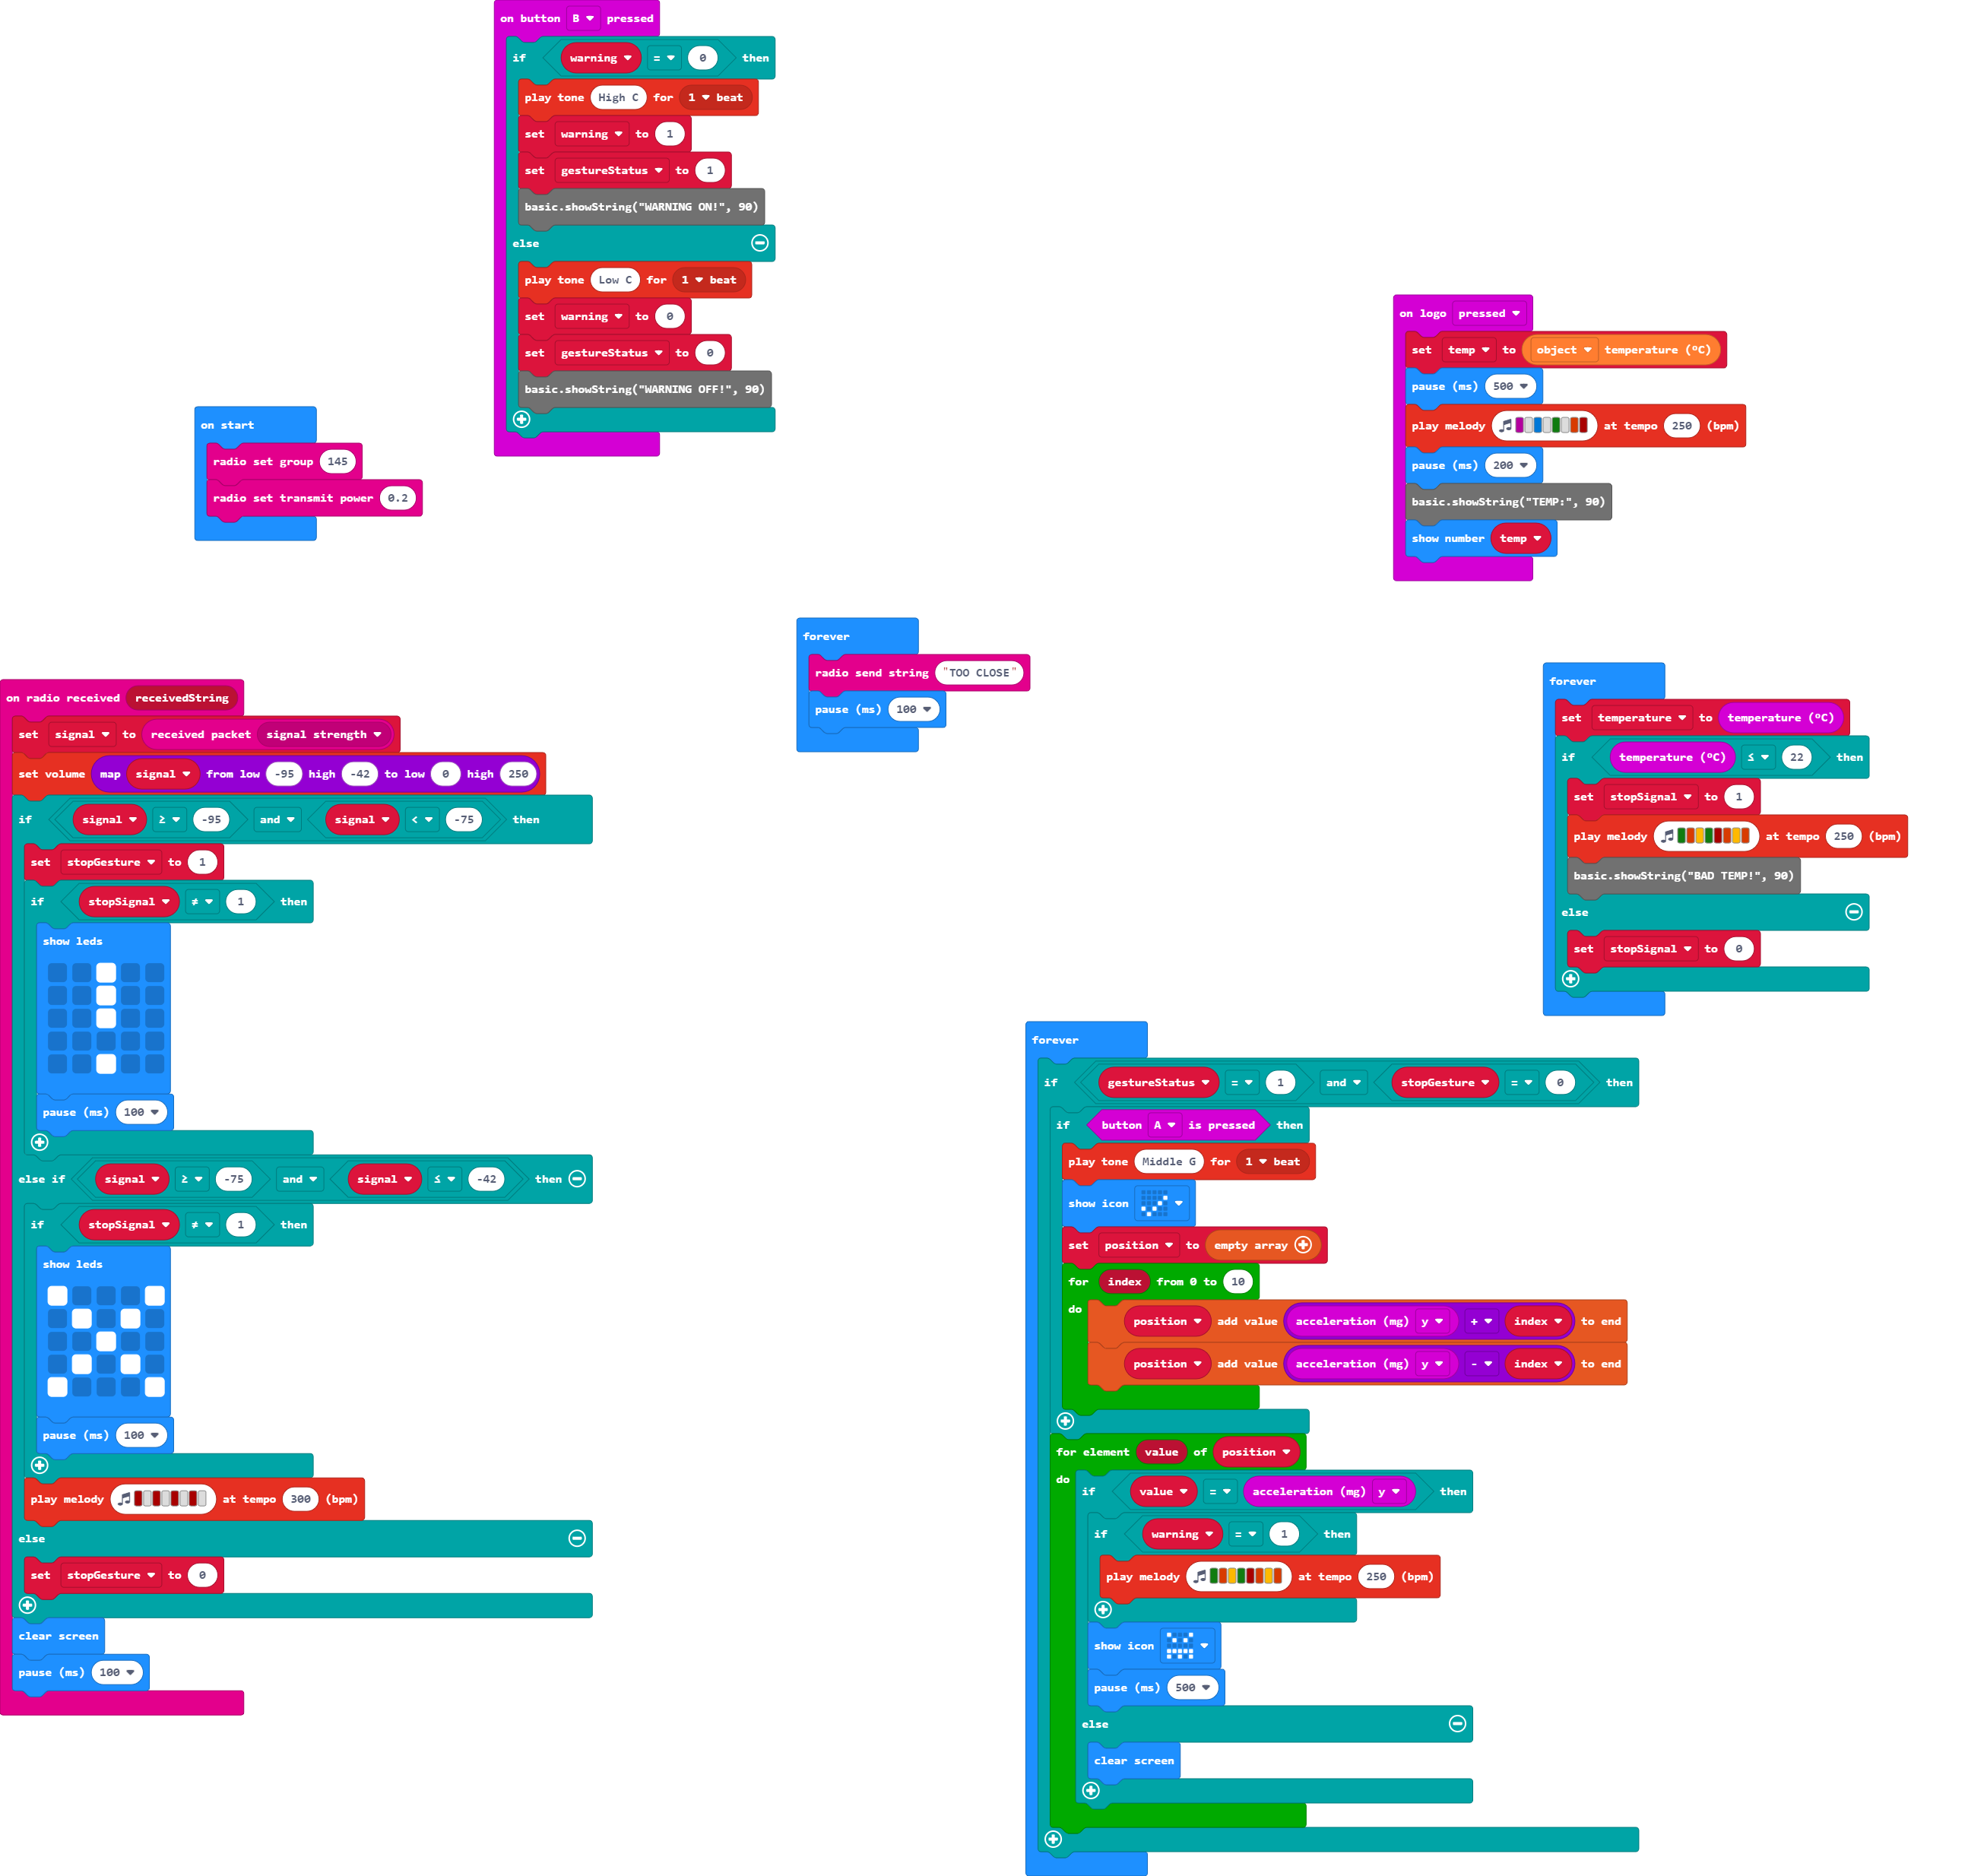 on button B pressed
if warning = 0 then
play tone High C for 1 beat
set warning to 1
set gestureStatus to 1
basic.showString("WARNING ON!", 90)
else
play tone Low C for 1 beat
set warning to 0
set gestureStatus to 0
basic.showString("WARNING OFF!", 90)
on start
radio set group 145
radio set transmit power 0.2
on logo pressed
set temp to object temperature (ºC)
pause (ms) 500
play melody at tempo 250 (bpm)
pause (ms) 200
basic.showString("TEMP:", 90)
show number temp
forever
radio send string "TOO CLOSE"
pause (ms) 100
on radio received receivedString
set signal to received packet signal strength
set volume map signal from low -95 high -42 to low 0 high 250
if signal ≥ -95 and signal < -75 then
set stopGesture to 1
if stopSignal ≠ 1 then
show leds
pause (ms) 100
else if signal ≥ -75 and signal ≤ -42 then
if stopSignal ≠ 1 then
show leds
pause (ms) 100
play melody at tempo 300 (bpm)
else
set stopGesture to 0
clear screen
pause (ms) 100
forever
set temperature to temperature (ºC)
if temperature (ºC) ≤ 22 then
set stopSignal to 1
play melody at tempo 250 (bpm)
basic.showString("BAD TEMP!", 90)
else
set stopSignal to 0
forever
if gestureStatus = 1 and stopGesture = 0 then
if button A is pressed then
play tone Middle G for 1 beat
show icon
set position to empty array
for index from 0 to 10
do position add value acceleration (mg) y + index to end
position add value acceleration (mg) y - index to end
for element value of position
do if value = acceleration (mg) y then
if warning = 1 then
play melody at tempo 250 (bpm)
show icon
pause (ms) 500
else
clear screen